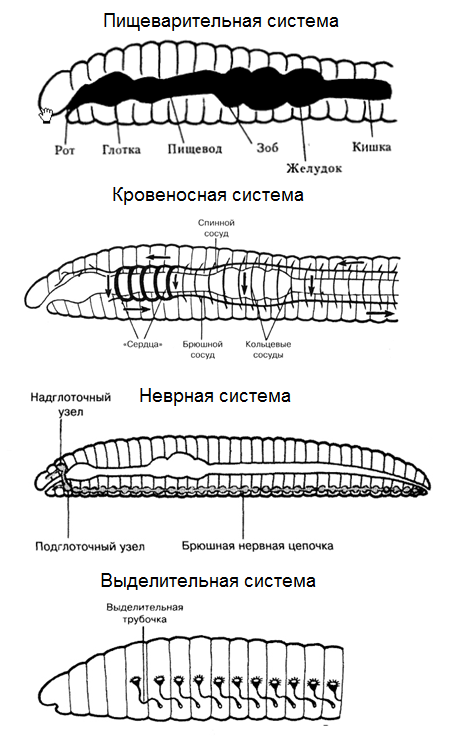 Пищеварительная система
Рот
Глотка
Пищевод
Зоб
Желудок
Кишка
Кровеносная система
Спинной
сосуд
«Сердца»
Брюшной
сосуд
Кольцевые
сосуды
Неврная система
Надглоточный
узел
Подглоточный узел
Брюшная нервная цепочка
Выделительная система
Выделительная
трубочка